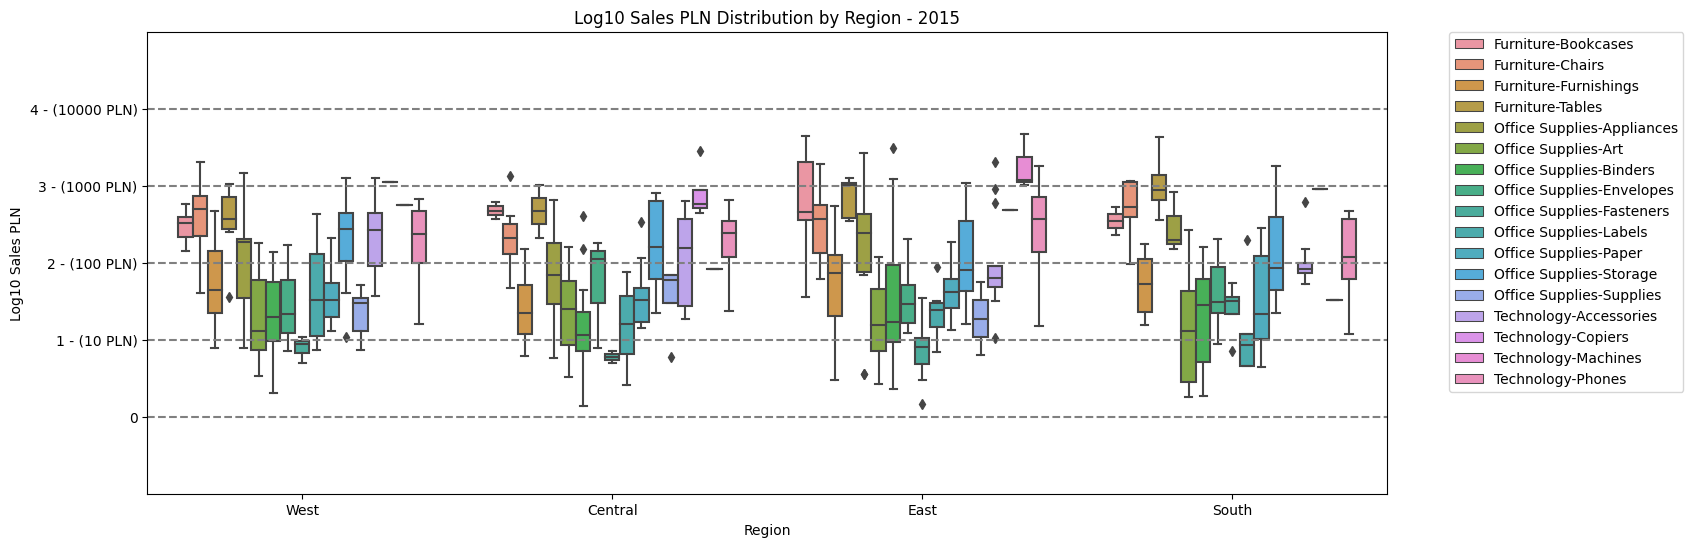 Log10 Sales PLN Distribution by Region - 2015
Log10 Sales PLN
4 - (10000 PLN)
3 - (1000 PLN)
2 - (100 PLN)
1 - (10 PLN)
0
West
Central
East
South
Region
Furniture-Bookcases
Furniture-Chairs
Furniture-Furnishings
Furniture-Tables
Office Supplies-Appliances
Office Supplies-Art
Office Supplies-Binders
Office Supplies-Envelopes
Office Supplies-Fasteners
Office Supplies-Labels
Office Supplies-Paper
Office Supplies-Storage
Office Supplies-Supplies
Technology-Accessories
Technology-Copiers
Technology-Machines
Technology-Phones